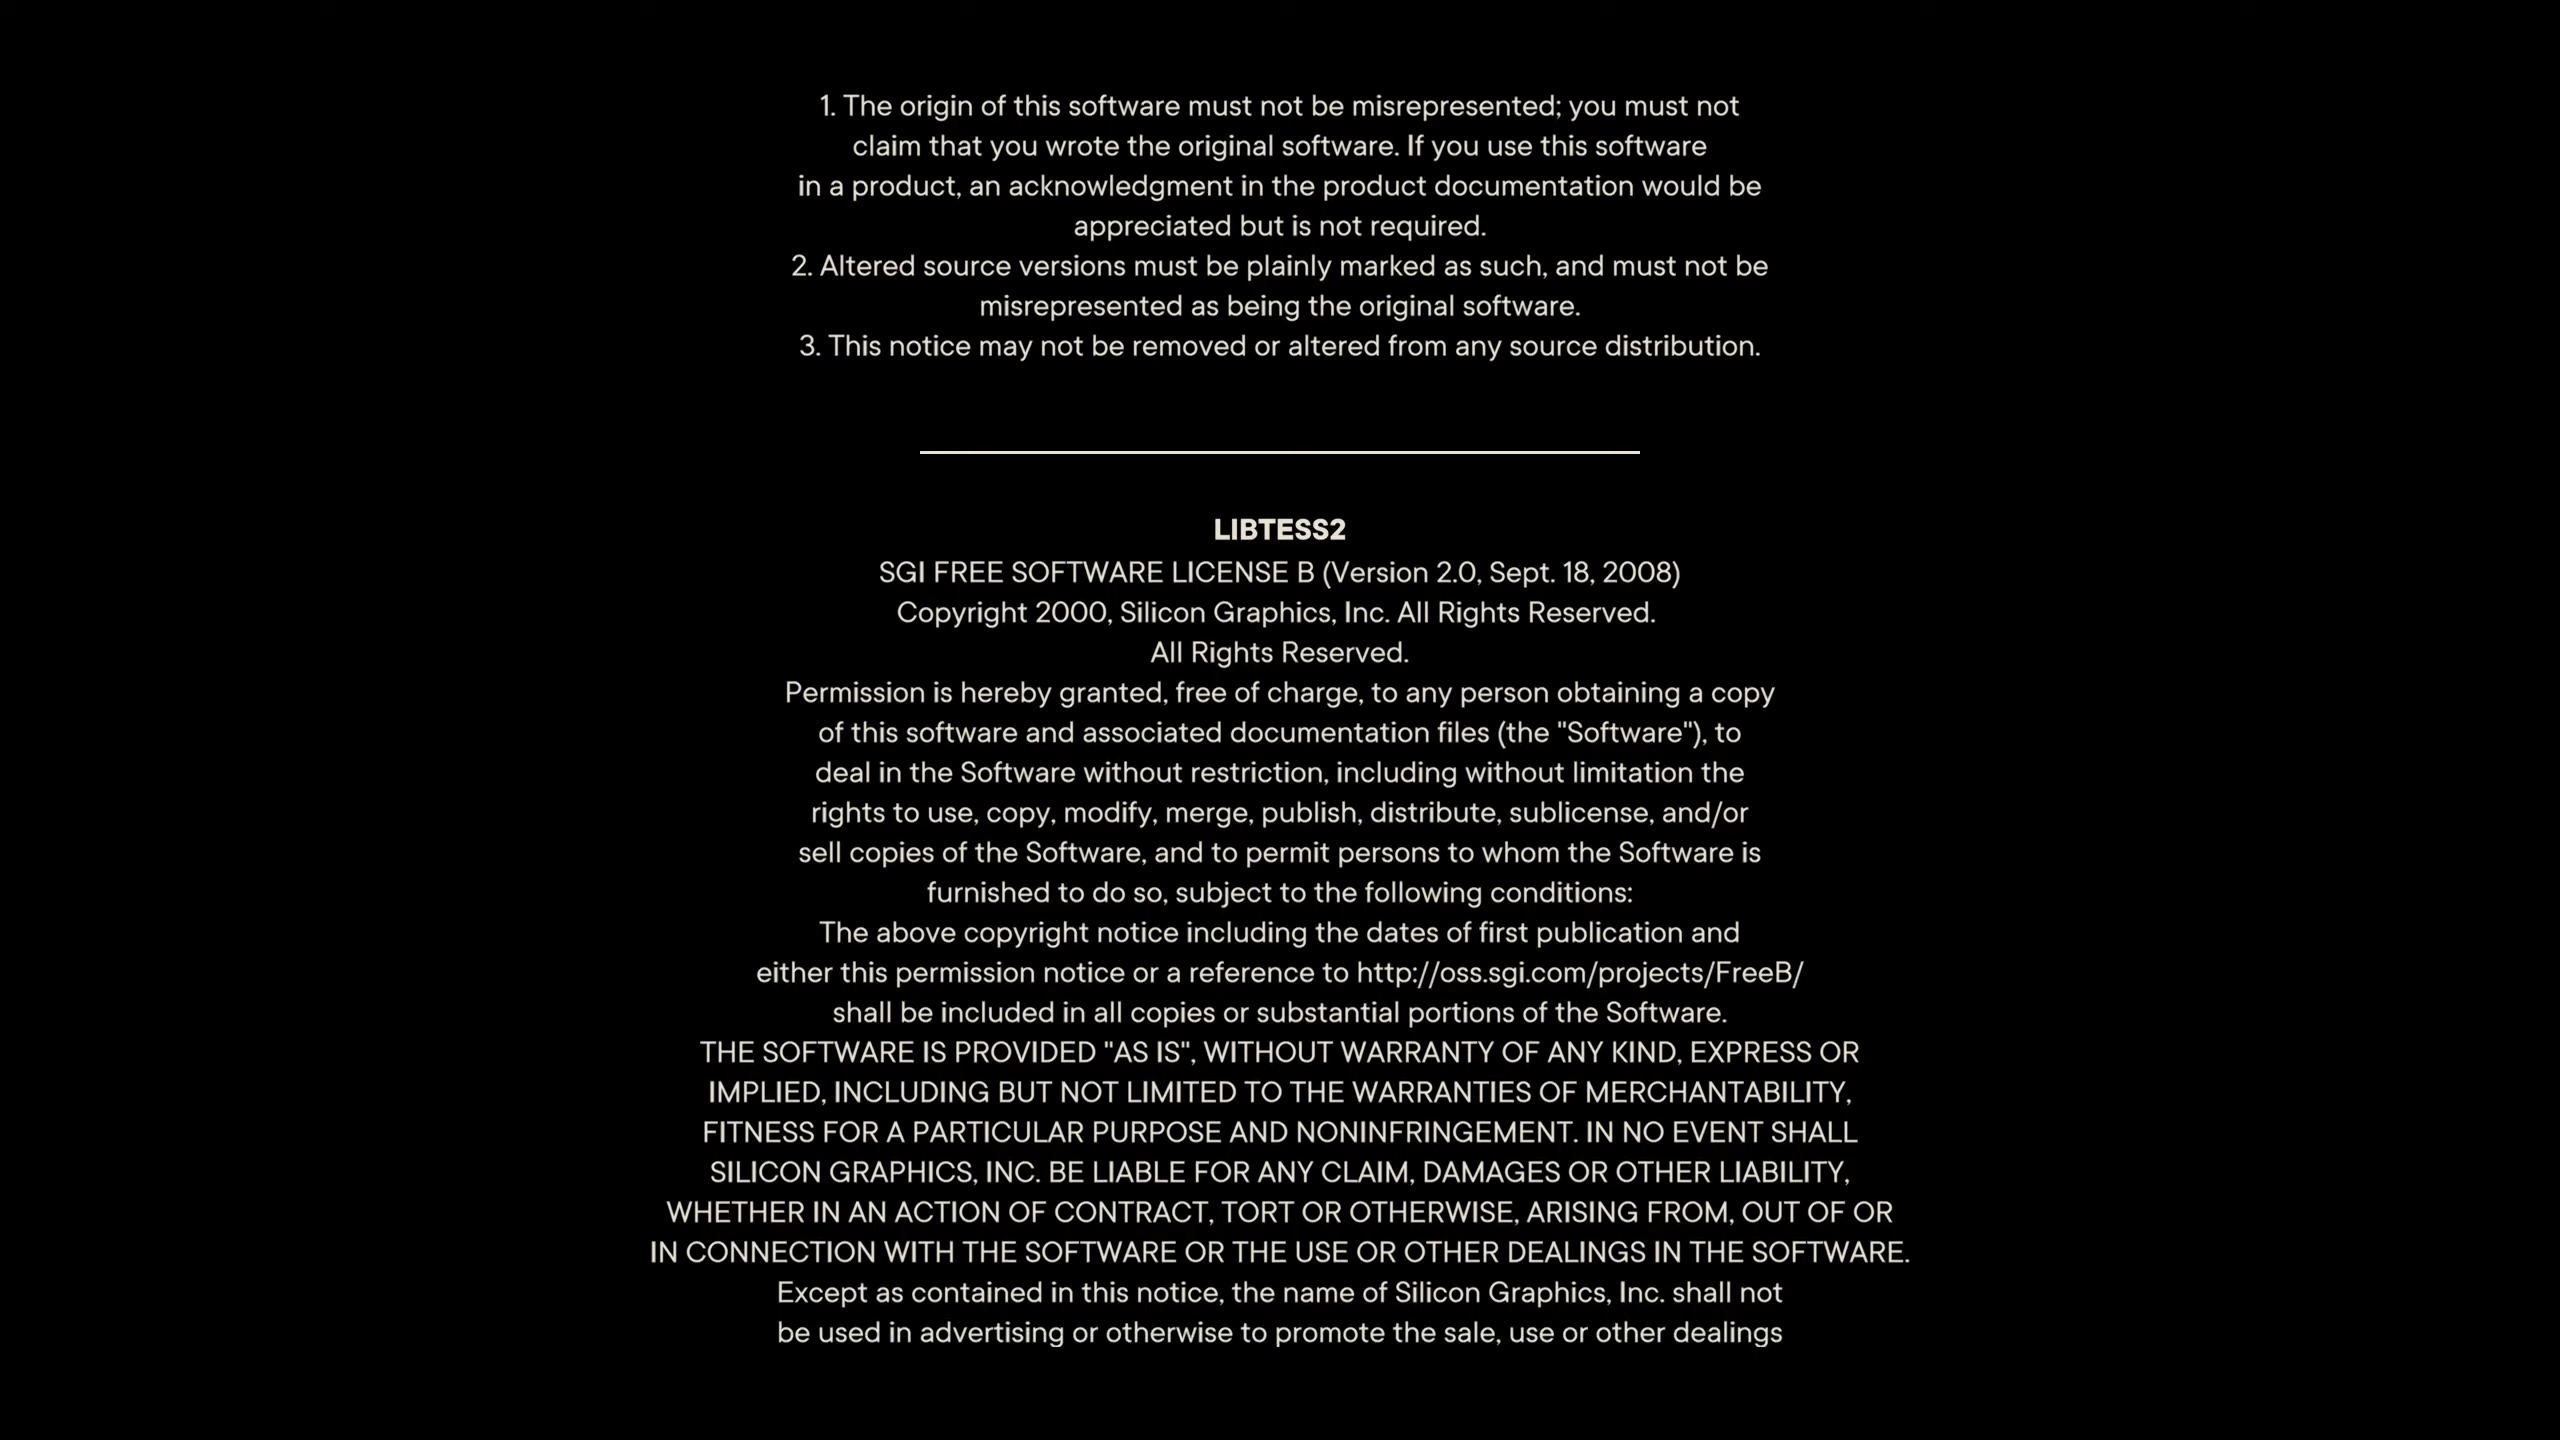 1. The origin of this software must not be misrepresented; you must not
claim that you wrote the original software. If you use this software
in a product, an acknowledgment in the product documentation would be
appreciated but is not required.
2. Altered source versions must be plainly marked as such, and must not be
misrepresented as being the original software.
3. This notice may not be removed or altered from any source distribution.
LIBTESS2
SGI FREE SOFTWARE LICENSE B (Version 2.0, Sept. 18, 2008)
Copyright 2000, Silicon Graphics, Inc. All Rights Reserved.
All Rights Reserved.
Permission is hereby granted, free of charge, to any person obtaining a copy
of this software and associated documentation files (the "Software"), to
deal in the Software without restriction, including without limitation the
rights to use, copy, modify, merge, publish, distribute, sublicense, and/or
sell copies of the Software, and to permit persons to whom the Software is
furnished to do so, subject to the following conditions:
The above copyright notice including the dates of first publication and
either this permission notice or a reference to http://oss.sgi.com/projects/FreeB/
shall be included in all copies or substantial portions of the Software.
THE SOFTWARE IS PROVIDED "AS IS", WITHOUT WARRANTY OF ANY KIND, EXPRESS OR
IMPLIED, INCLUDING BUT NOT LIMITED TO THE WARRANTIES OF MERCHANTABILITY,
FITNESS FOR A PARTICULAR PURPOSE AND NONINFRINGEMENT. IN NO EVENT SHALL
SILICON GRAPHICS, INC. BE LIABLE FOR ANY CLAIM, DAMAGES OR OTHER LIABILITY,
WHETHER IN AN ACTION OF CONTRACT, TORT OR OTHERWISE, ARISING FROM, OUT OF OR
IN CONNECTION WITH THE SOFTWARE OR THE USE OR OTHER DEALINGS IN THE SOFTWARE.
Except as contained in this notice, the name of Silicon Graphics, Inc. shall not
be used in advertising or otherwise to promote the sale, use or other dealings